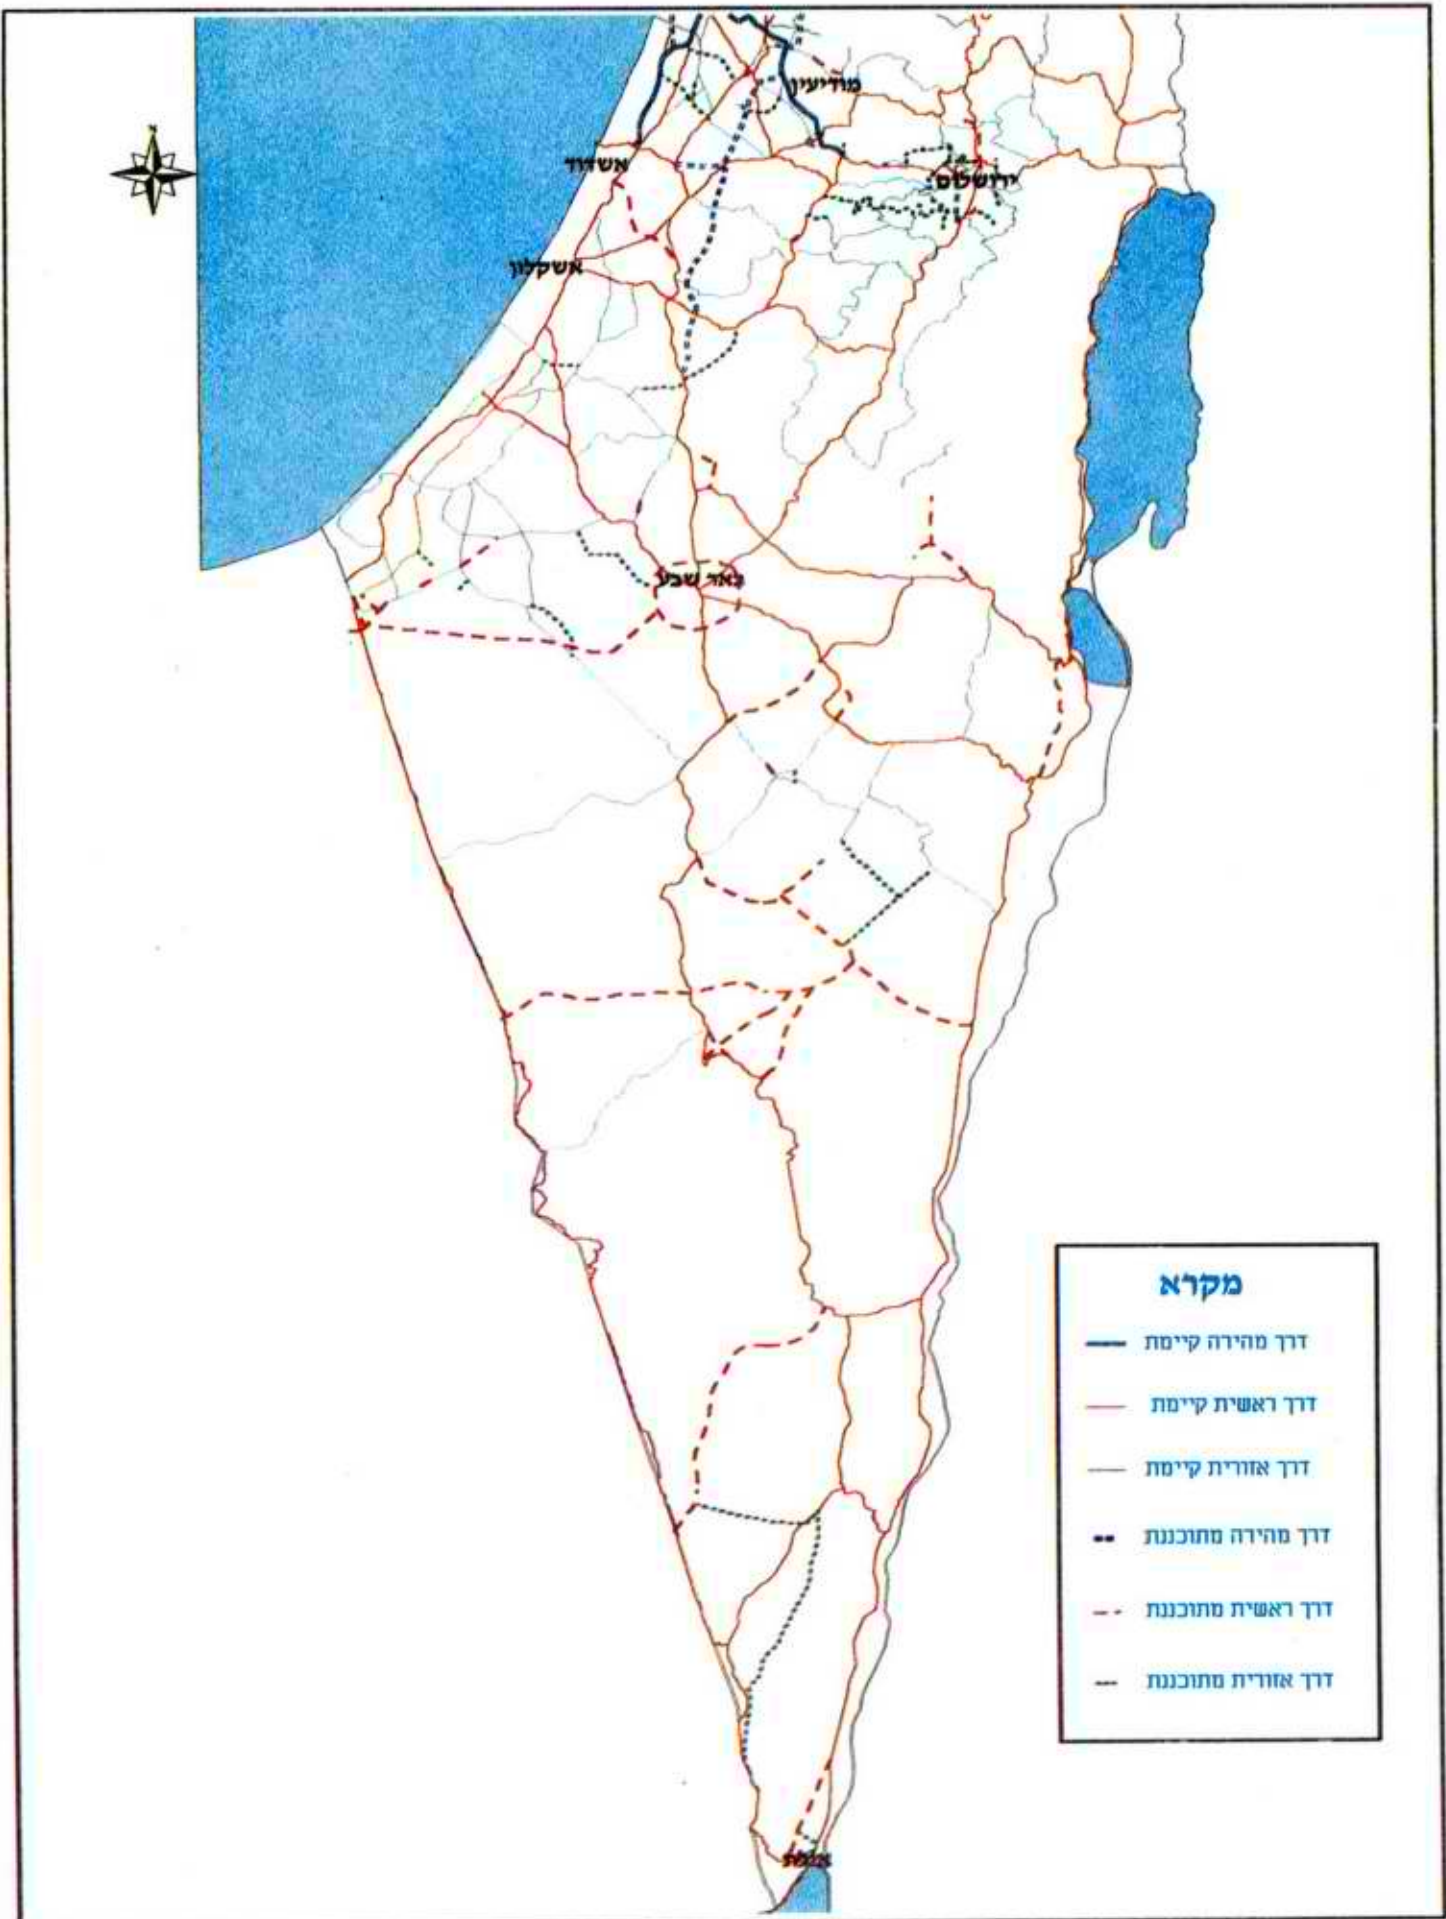 מודיעין
אשדוד
ירושלים
אשקלון
באר שבע
מקרא
דרך מהירה קיימת
דרך ראשית קיימת
דרך אזורית קיימת
דרך מהירה מתוכננת
דרך ראשית מתוכננת
דרך אזורית מתוכננת
אילת